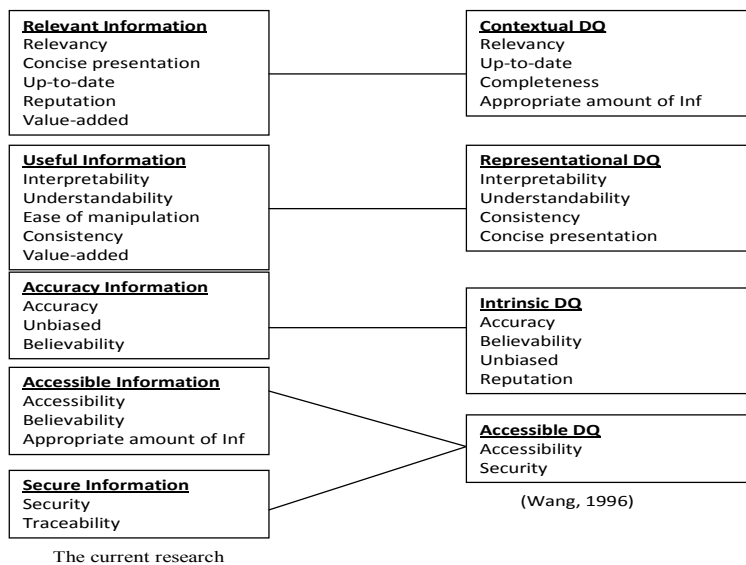 Relevant Information
Relevancy
Concise presentation
Up-to-date
Reputation
Value-added
Useful Information
Interpretability
Understandability
Ease of manipulation
Consistency
Value-added
Accuracy Information
Accuracy
Unbiased
Believability
Accessible Information
Accessibility
Believability
Appropriate amount of Inf
Secure Information
Security
Traceability
The current research
Contextual DQ
Relevancy
Up-to-date
Completeness
Appropriate amount of Inf
Representational DQ
Interpretability
Understandability
Consistency
Concise presentation
Intrinsic DQ
Accuracy
Believability
Unbiased
Reputation
Accessible DQ
Accessibility
Security
(Wang, 1996)